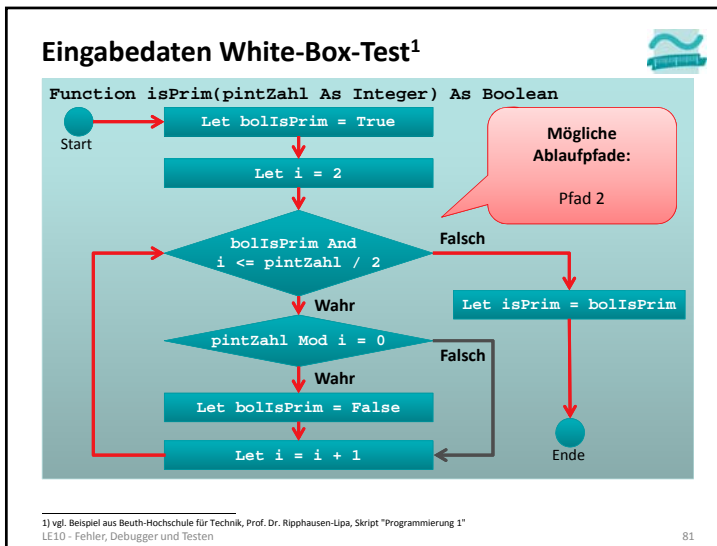 Eingabedaten White-Box-Test1
Function isPrim(pintZahl As Integer) As Boolean
Start
Let bolIsPrim = True
Mögliche
Ablaufpfade:
Pfad 2
Let i = 2
bolIsPrim And
i <= pintZahl / 2
Falsch
Wahr
Let isPrim = bolIsPrim
pintZahl Mod i = 0
Falsch
Wahr
Let bolIsPrim = False
Let i = i + 1
Ende
1) vgl. Beispiel aus Beuth-Hochschule für Technik, Prof. Dr. Ripphausen-Lipa, Skript "Programmierung 1"
LE10 - Fehler, Debugger und Testen
81